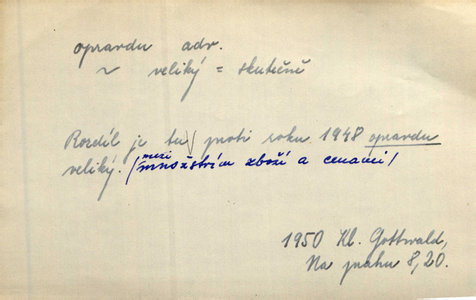 opravdu adv.
~ veliký = skutečně
Rozdíl je tu/ proti roku 1948 opravdu
mezi
veliký. /množstvím zboží a cenami/
1950 Kl. Gottwald,
Na prahu 8,20.